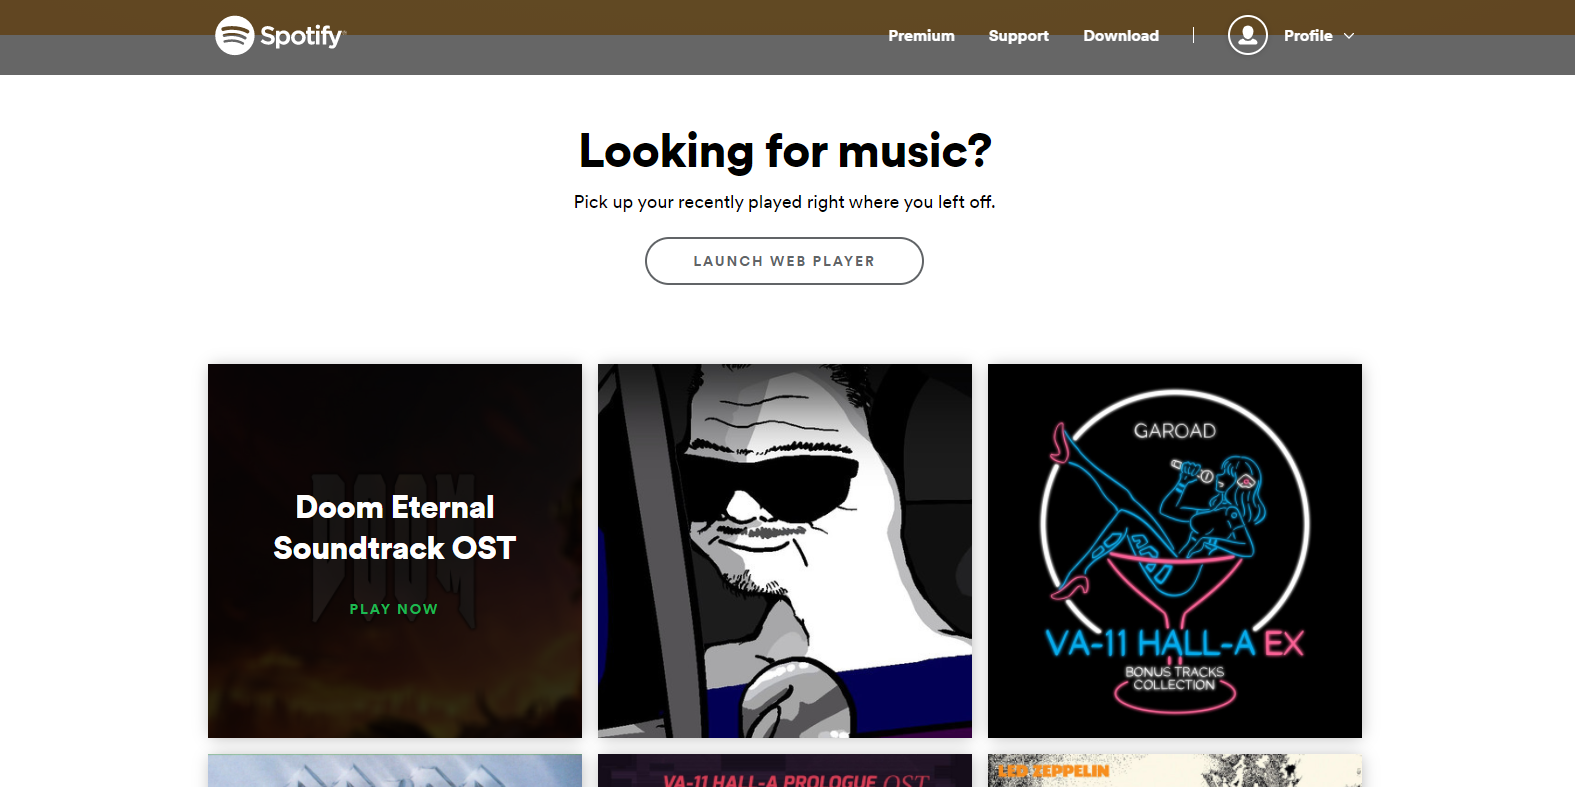 Spotify
Premium
Support
Download
Profile
Looking for music?
Pick up your recently played right where you left off.
LAUNCH WEB PLAYER
DOOM
Doom Eternal
Soundtrack OST
PLAY NOW
GAROAD
VA-11 HALL-A EX
BONUS TRACKS
COLLECTION
VA-11 HALL-A PROLOGUE OST
LED ZEPPELIN